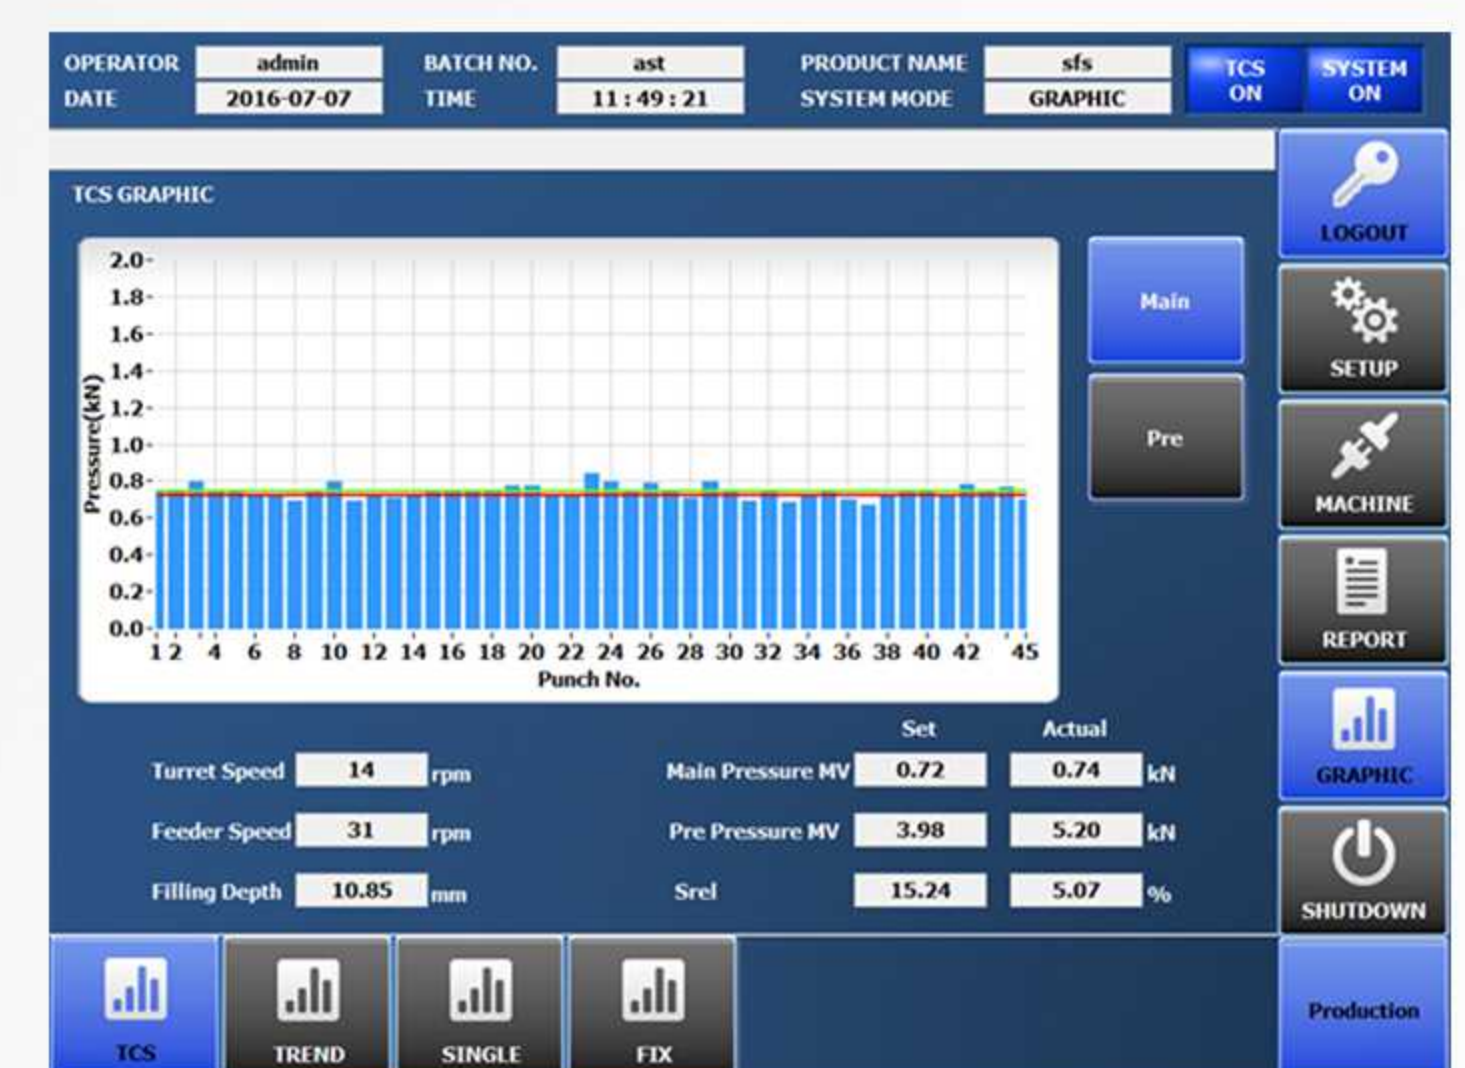 OPERATOR admin BATCH NO. ast PRODUCT NAME sfs TCS ON SYSTEM ON
DATE 2016-07-07 TIME 11:49:21 SYSTEM MODE GRAPHIC
TCS GRAPHIC
LOGOUT
2.0
1.8
1.6
1.4
1.2
1.0
0.8
0.6
0.4
0.2
0.0
Pressure(kN)
1 2 4 6 8 10 12 14 16 18 20 22 24 26 28 30 32 34 36 38 40 42 45
Punch No.
Main
Pre
SETUP
MACHINE
REPORT
GRAPHIC
SHUTDOWN
Set Actual
Turret Speed 14 rpm Main Pressure MV 0.72 0.74 kN
Feeder Speed 31 rpm Pre Pressure MV 3.98 5.20 kN
Filling Depth 10.85 mm Srel 15.24 5.07 %
TCS TREND SINGLE FIX
Production